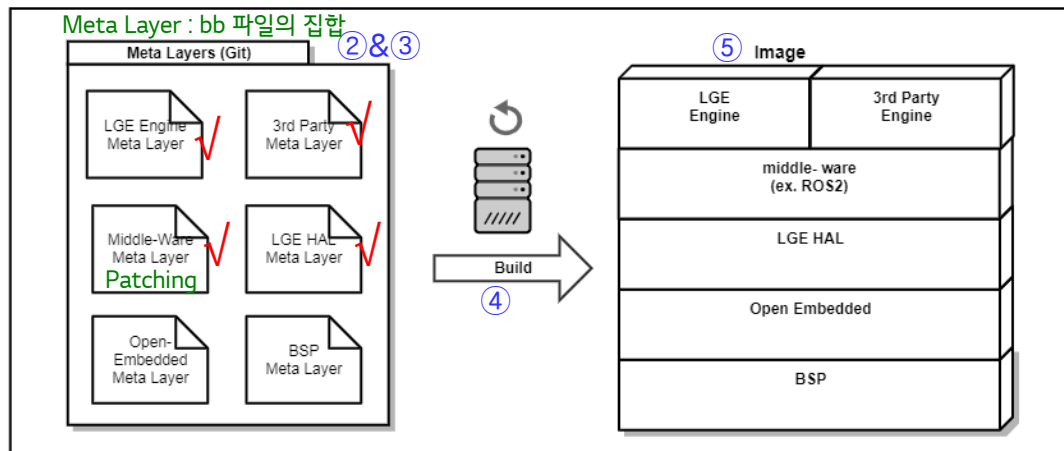 Meta Layer : bb 파일의 집합
Meta Layers (Git)
②&③
LGE Engine
Meta Layer
3rd Party
Meta Layer
Middle-Ware
Meta Layer
Patching
LGE HAL
Meta Layer
Open-
Embedded
Meta Layer
BSP
Meta Layer
Build
④
⑤ Image
LGE
Engine
3rd Party
Engine
middle- ware
(ex. ROS2)
LGE HAL
Open Embedded
BSP